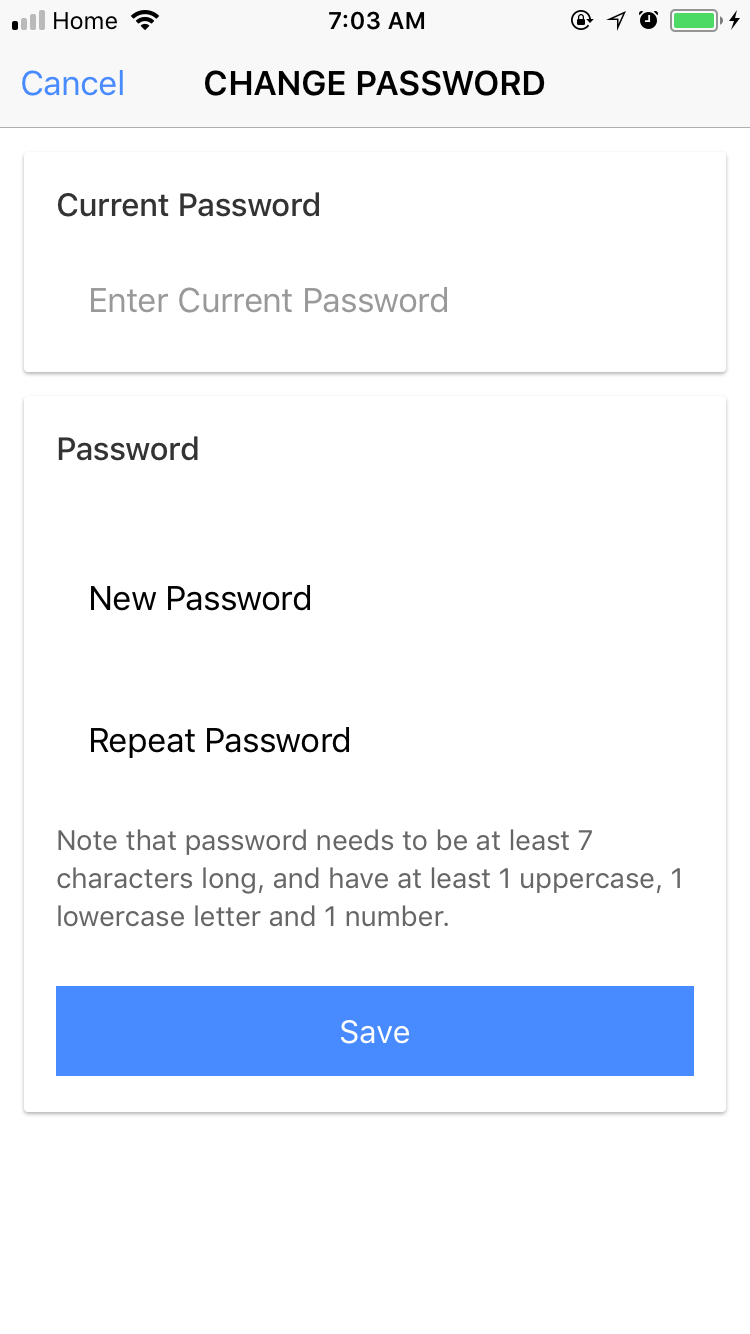 Home 7:03 AM
Cancel CHANGE PASSWORD
Current Password
Enter Current Password
Password
New Password
Repeat Password
Note that password needs to be at least 7
characters long, and have at least 1 uppercase, 1
lowercase letter and 1 number.
Save